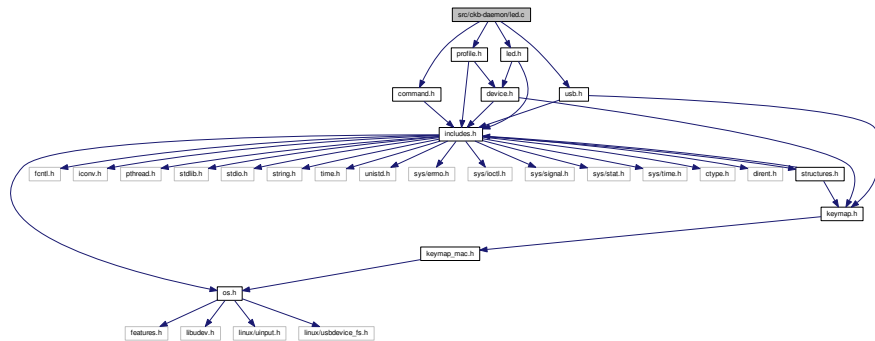 src/ckb-daemon/led.c
profile.h
led.h
command.h
device.h
usb.h
includes.h
fcntl.h
iconv.h
pthread.h
stdlib.h
stdio.h
string.h
time.h
unistd.h
sys/errno.h
sys/ioctl.h
sys/signal.h
sys/stat.h
sys/time.h
ctype.h
dirent.h
structures.h
keymap.h
keymap_mac.h
os.h
features.h
libudev.h
linux/uinput.h
linux/usbdevice_fs.h